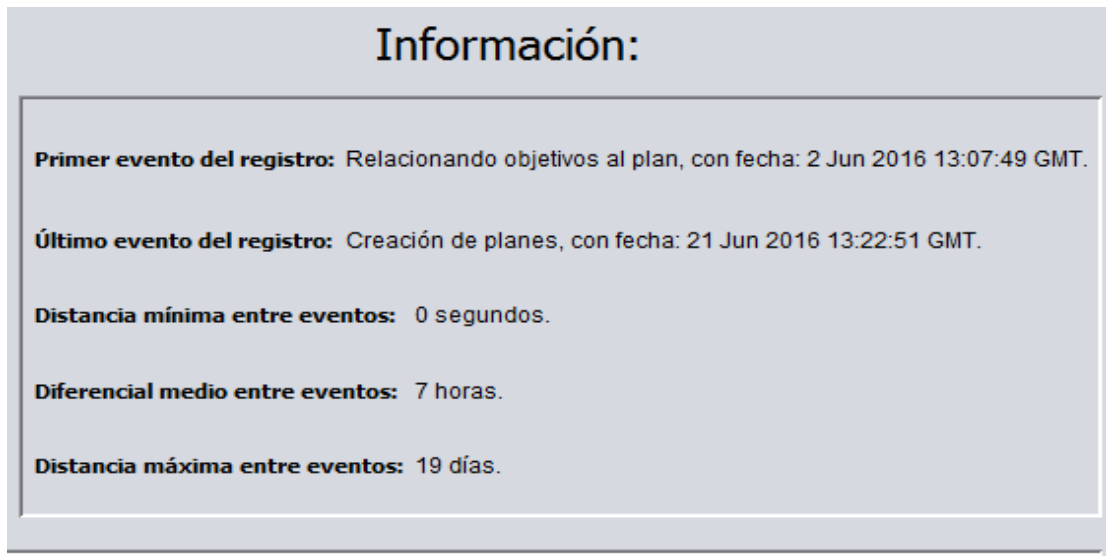 Información:
Primer evento del registro: Relacionando objetivos al plan, con fecha: 2 Jun 2016 13:07:49 GMT.
Último evento del registro: Creación de planes, con fecha: 21 Jun 2016 13:22:51 GMT.
Distancia mínima entre eventos: 0 segundos.
Diferencial medio entre eventos: 7 horas.
Distancia máxima entre eventos: 19 días.